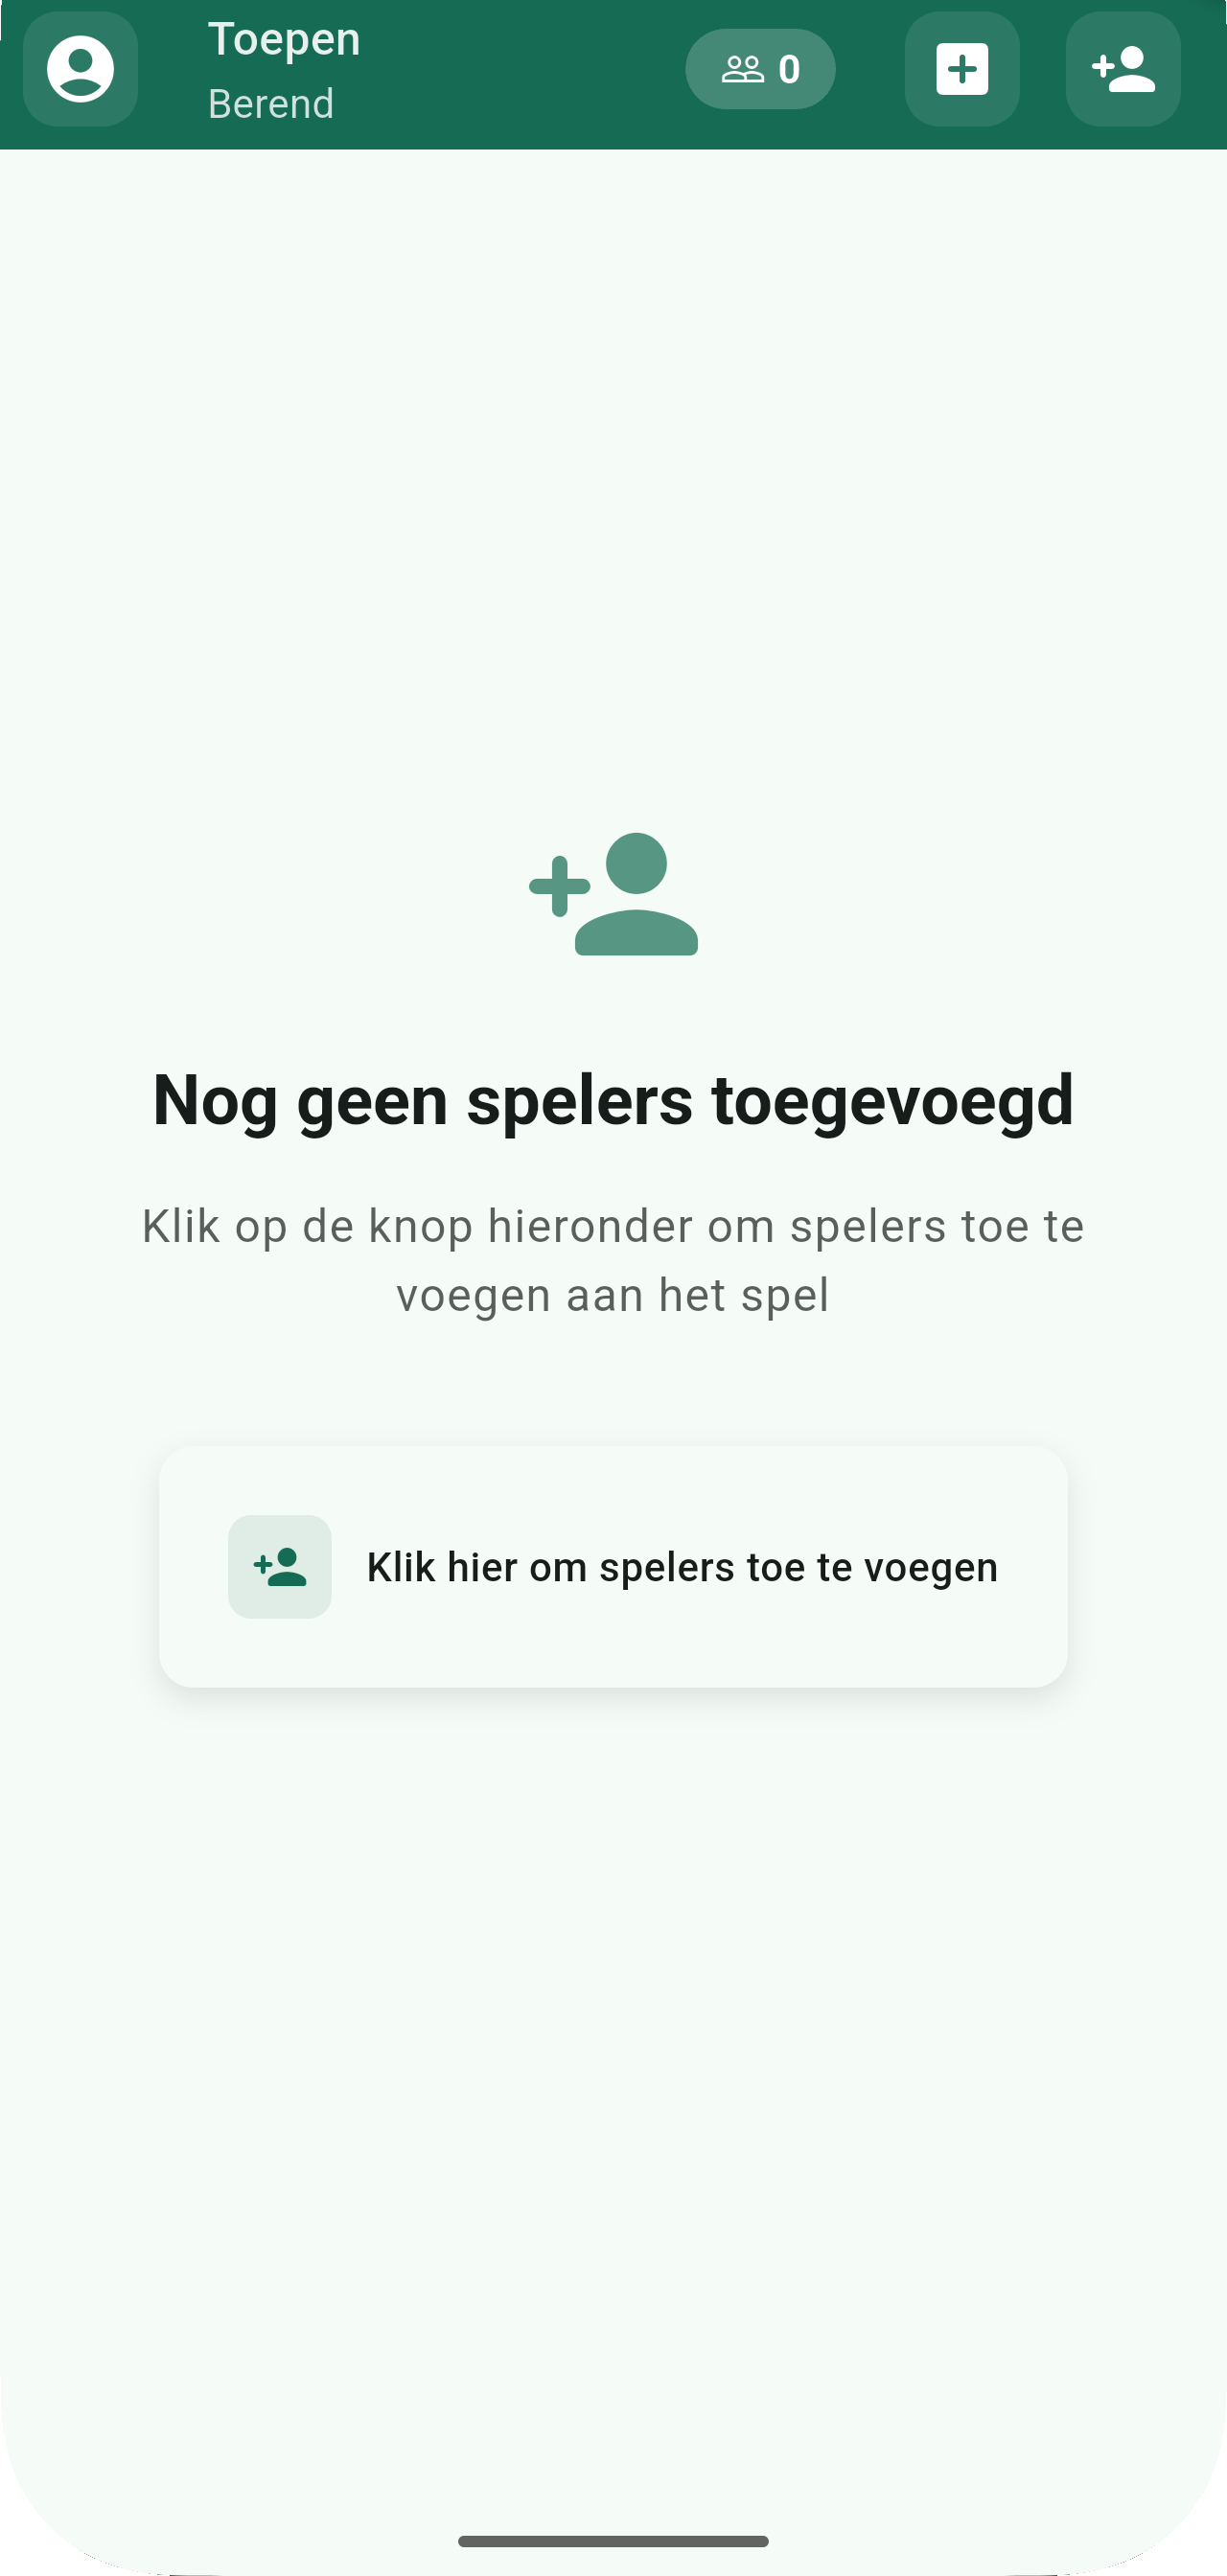 Toepen
Berend
0
Nog geen spelers toegevoegd
Klik op de knop hieronder om spelers toe te
voegen aan het spel
Klik hier om spelers toe te voegen